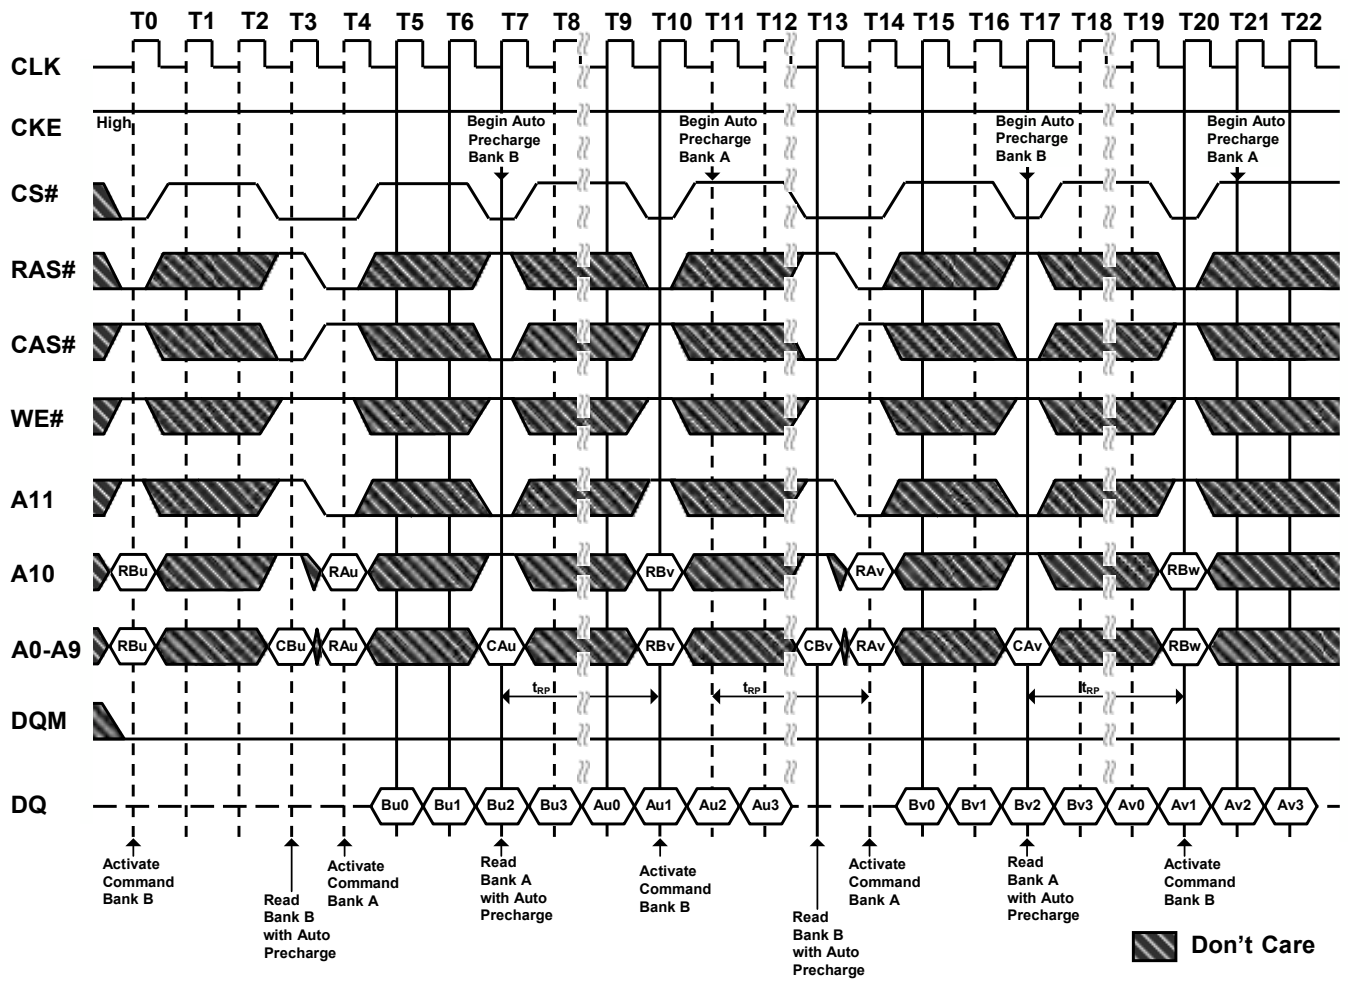 T0 T1 T2 T3 T4 T5 T6 T7 T8 T9 T10 T11 T12 T13 T14 T15 T16 T17 T18 T19 T20 T21 T22
CLK
CKE
High
Begin Auto
Precharge
Bank B
Begin Auto
Precharge
Bank A
Begin Auto
Precharge
Bank B
Begin Auto
Precharge
Bank A
CS#
RAS#
CAS#
WE#
A11
A10
RBu RAu RBv RAv RBw
A0-A9
RBu CBu RAu CAu RBv CBv RAv CAv RBw
tRP tRP tRP
DQM
DQ
Bu0 Bu1 Bu2 Bu3 Au0 Au1 Au2 Au3 Bv0 Bv1 Bv2 Bv3 Av0 Av1 Av2 Av3
Activate
Command
Bank B
Read
Bank B
with Auto
Precharge
Activate
Command
Bank A
Read
Bank A
with Auto
Precharge
Activate
Command
Bank B
Read
Bank B
with Auto
Precharge
Activate
Command
Bank A
Read
Bank A
with Auto
Precharge
Activate
Command
Bank B
Don't Care